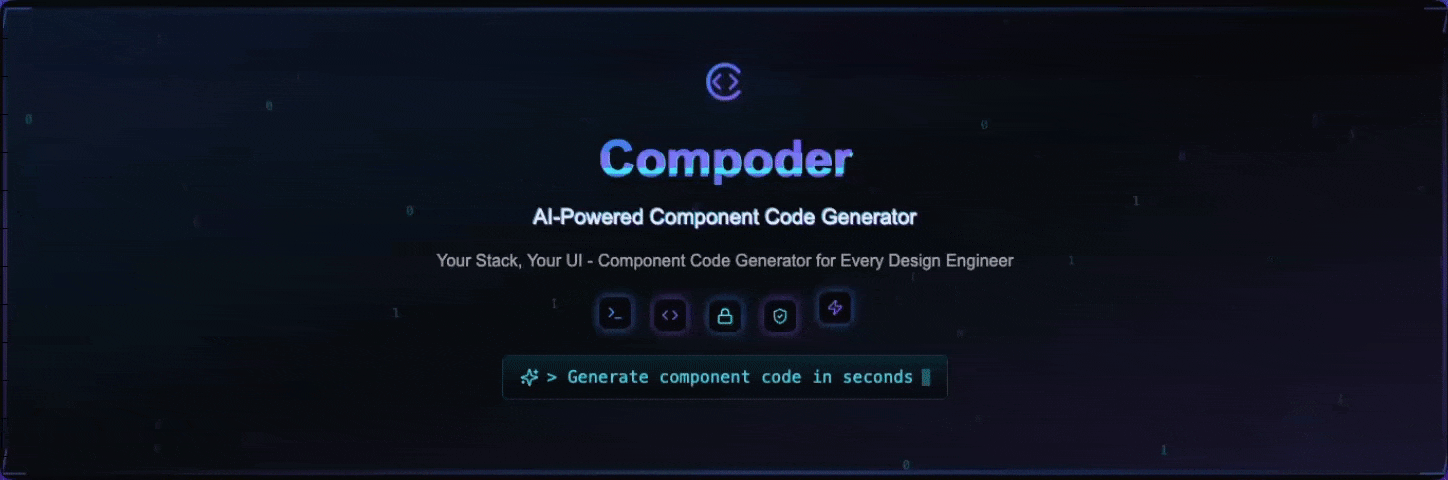 Compoder
AI-Powered Component Code Generator
Your Stack, Your UI - Component Code Generator for Every Design Engineer
> Generate component code in seconds